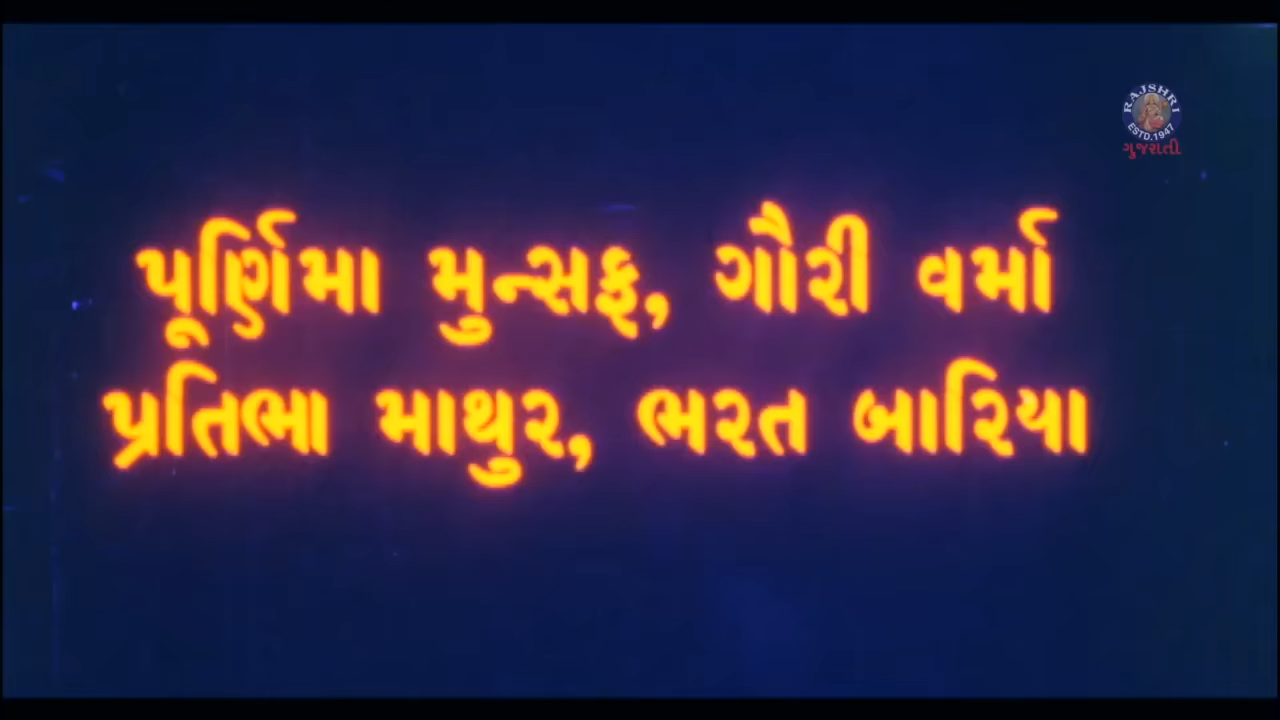 RAJSHRI
ESTD.1947
ગુજરાતી
પૂર્ણિમા મુન્સફ, ગૌરી વર્મા
પ્રતિભા માથુર, ભરત બારિયા